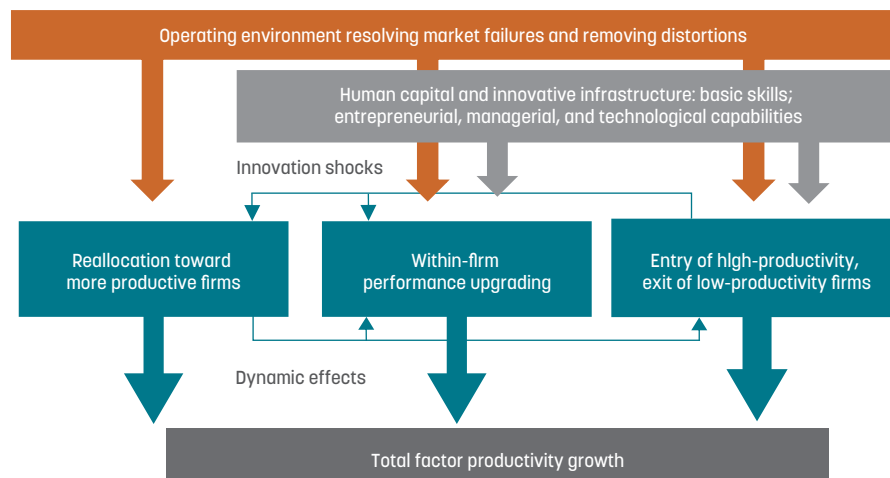 Operating environment resolving market failures and removing distortions
Human capital and innovative infrastructure: basic skills;
entrepreneurial, managerial, and technological capabilities
Innovation shocks
Reallocation toward
more productive firms
Within-firm
performance upgrading
Entry of hIgh-productivity,
exit of low-productivity firms
Dynamic effects
Total factor productivity growth